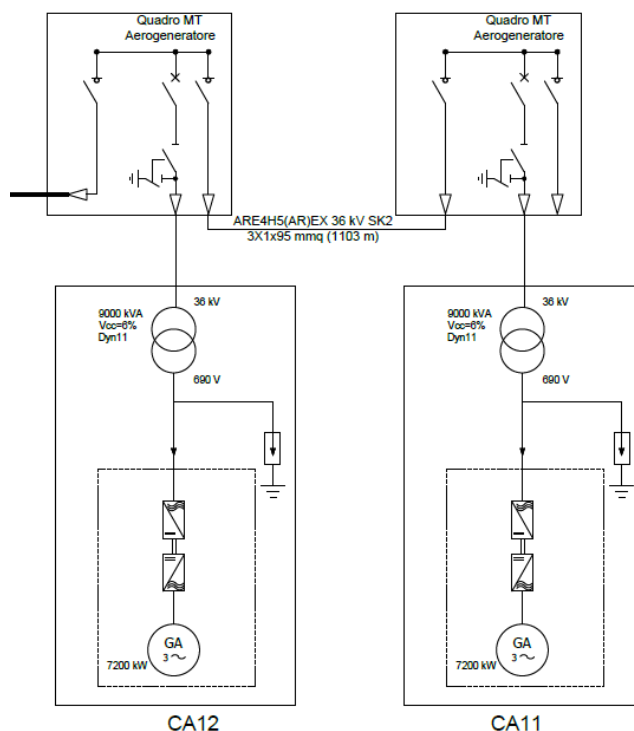 Quadro MT
Aerogeneratore
Quadro MT
Aerogeneratore
ARE4H5(AR)EX 36 kV SK2
3X1x95 mmq (1103 m)
9000 kVA
Vcc=6%
Dyn11
36 kV
690 V
9000 kVA
Vcc=6%
Dyn11
36 kV
690 V
GA
3~
7200 kW
GA
3~
7200 kW
CA12
CA11